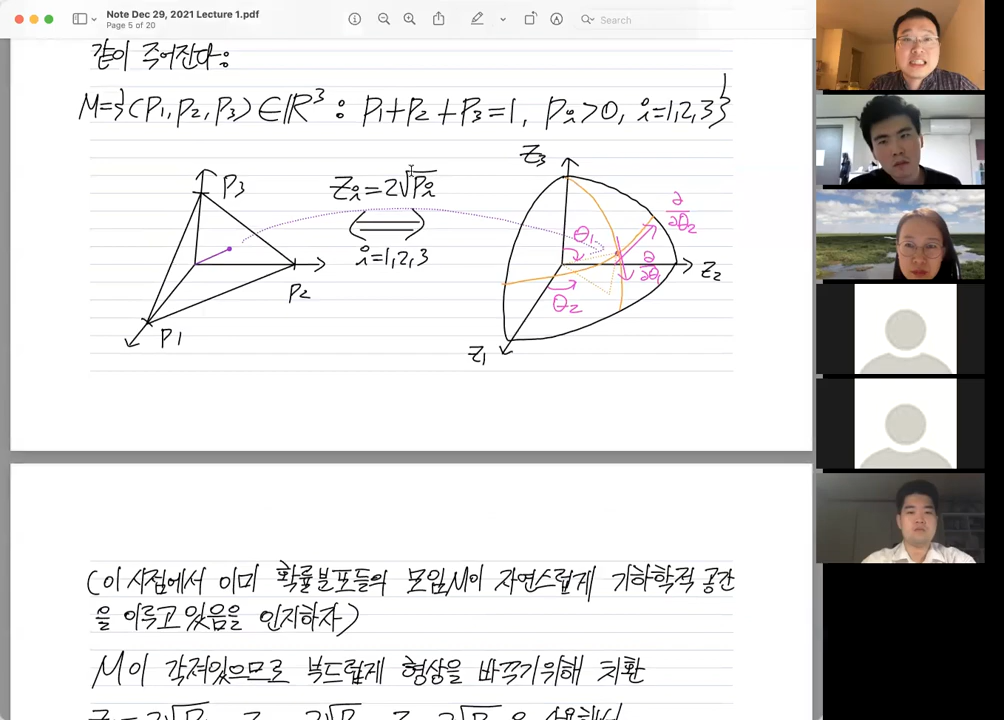 Note Dec 29, 2021 Lecture 1.pdf
Page 5 of 20
Search
같이 주어진다:
M={(P1, P2, P3) ∈ ℝ³ : P1+P2+P3=1, Pi>0, i=1,2,3}
P3
P2
P1
Zi=2√Pi
i=1,2,3
Z3
Z2
Z1
θ1
θ2
∂/∂θ2
∂/∂θ1
(이 시점에서 이미 확률분포들의 모임 M이 자연스럽게 기하학적 공간
을 이루고 있음을 인지하자)
M이 각져있으므로 부드럽게 형상을 바꾸기 위해 치환